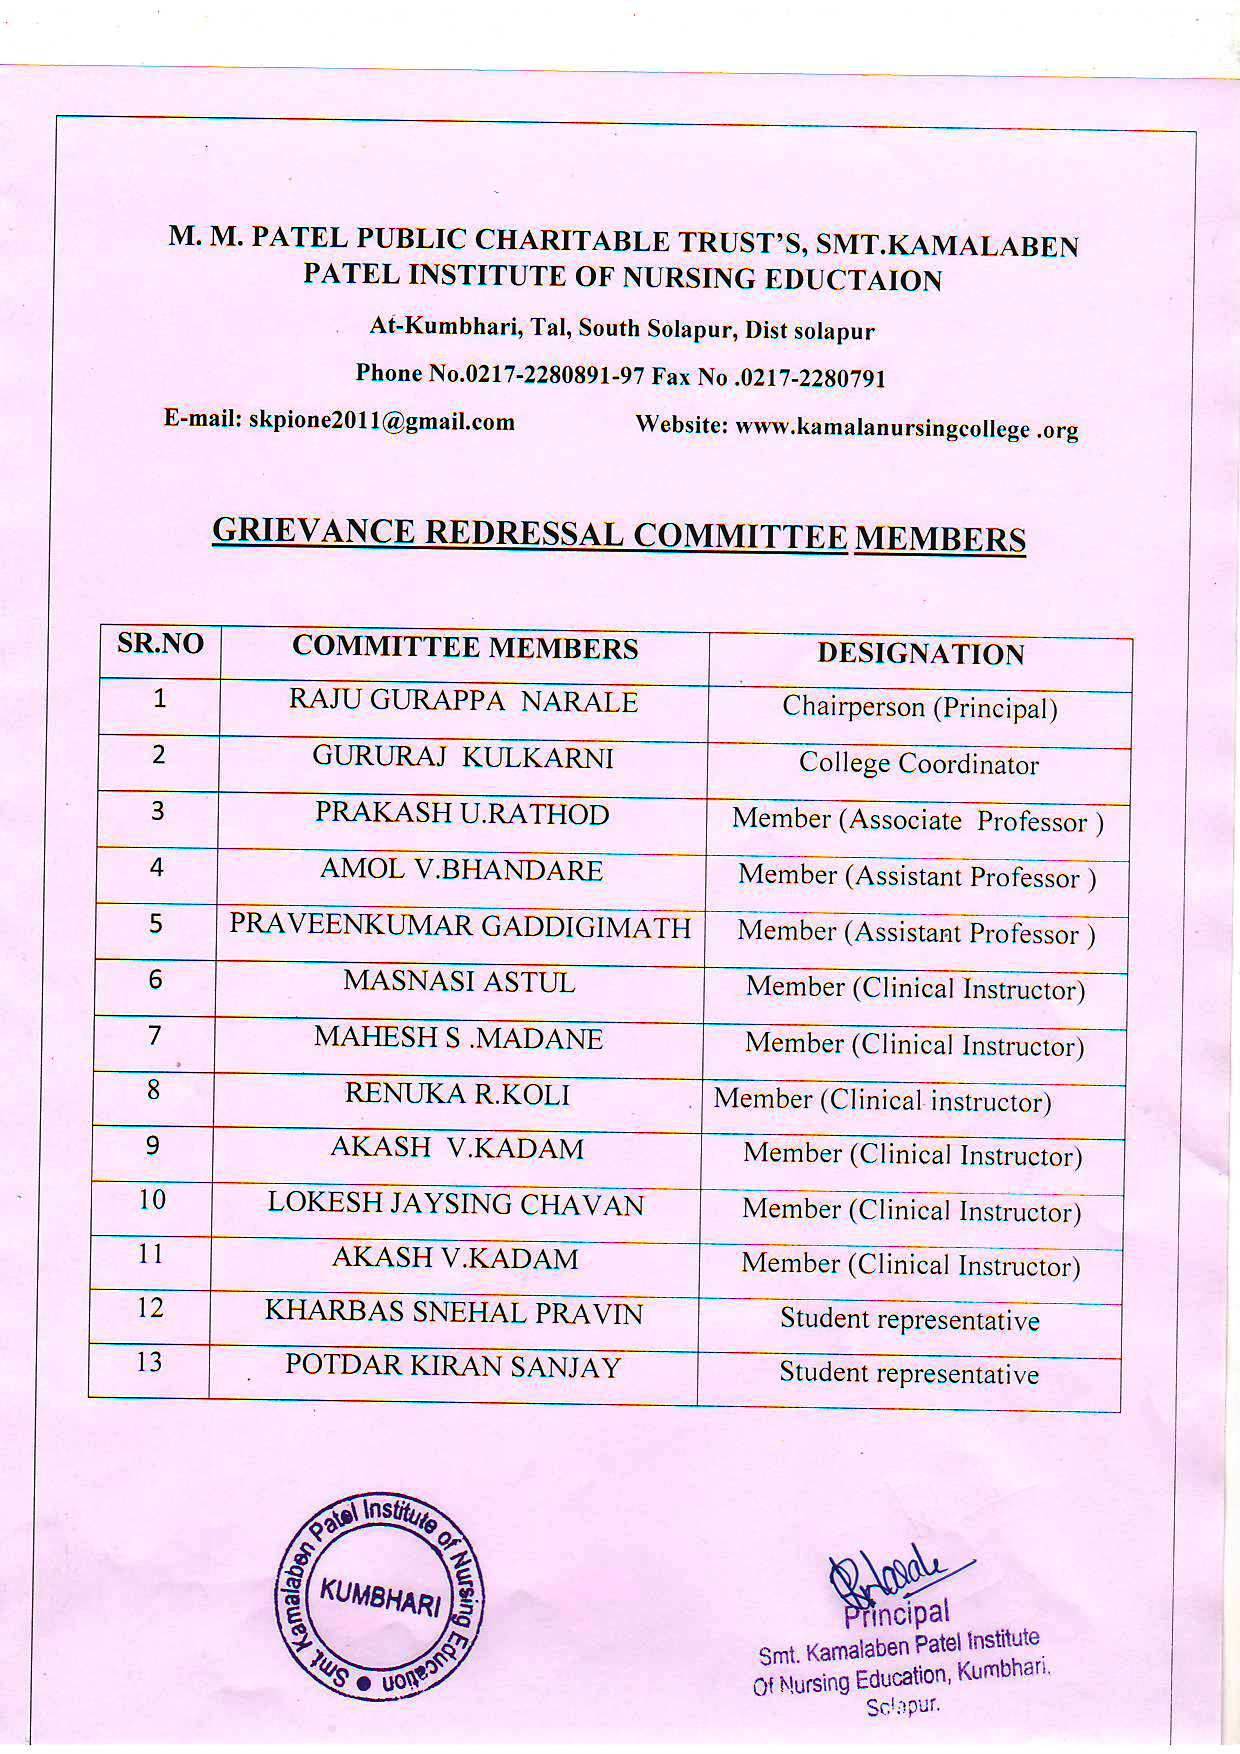 M. M. PATEL PUBLIC CHARITABLE TRUST'S, SMT.KAMALABEN
PATEL INSTITUTE OF NURSING EDUCTAION
At-Kumbhari, Tal, South Solapur, Dist solapur
Phone No.0217-2280891-97 Fax No .0217-2280791
E-mail: skpione2011@gmail.com Website: www.kamalanursingcollege .org
GRIEVANCE REDRESSAL COMMITTEE MEMBERS
SR.NO COMMITTEE MEMBERS DESIGNATION
1 RAJU GURAPPA NARALE Chairperson (Principal)
2 GURURAJ KULKARNI College Coordinator
3 PRAKASH U.RATHOD Member (Associate Professor )
4 AMOL V.BHANDARE Member (Assistant Professor )
5 PRAVEENKUMAR GADDIGIMATH Member (Assistant Professor )
6 MASNASI ASTUL Member (Clinical Instructor)
7 MAHESH S .MADANE Member (Clinical Instructor)
8 RENUKA R.KOLI Member (Clinical instructor)
9 AKASH V.KADAM Member (Clinical Instructor)
10 LOKESH JAYSING CHAVAN Member (Clinical Instructor)
11 AKASH V.KADAM Member (Clinical Instructor)
12 KHARBAS SNEHAL PRAVIN Student representative
13 POTDAR KIRAN SANJAY Student representative
Smt. Kamalaben Patel Institute of Nursing Education
KUMBHARI
Principal
Smt. Kamalaben Patel Institute
Of Nursing Education, Kumbhari.
Solapur.